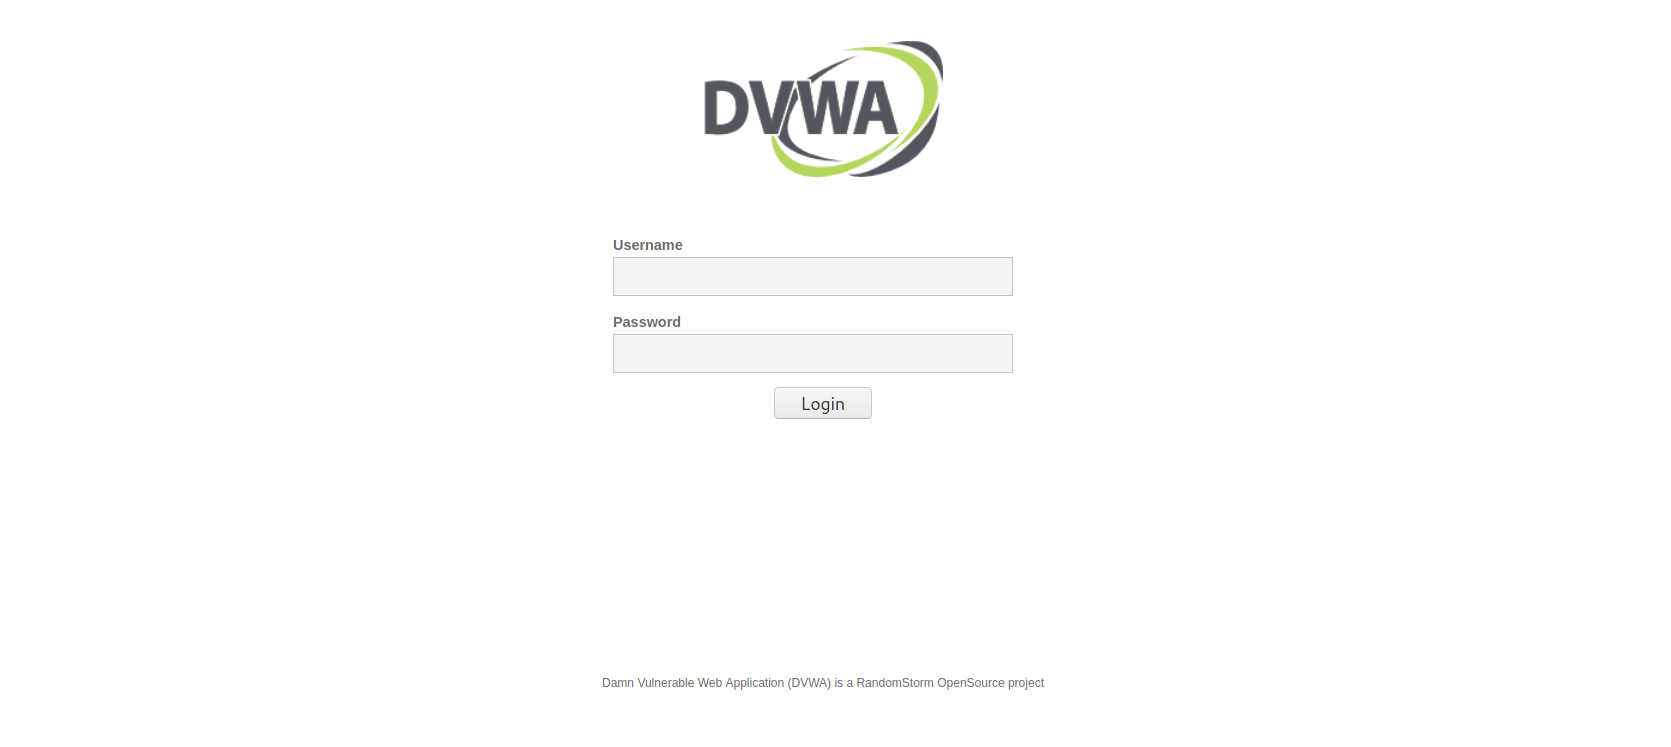 DVWA
Username
Password
Login
Damn Vulnerable Web Application (DVWA) is a RandomStorm OpenSource project